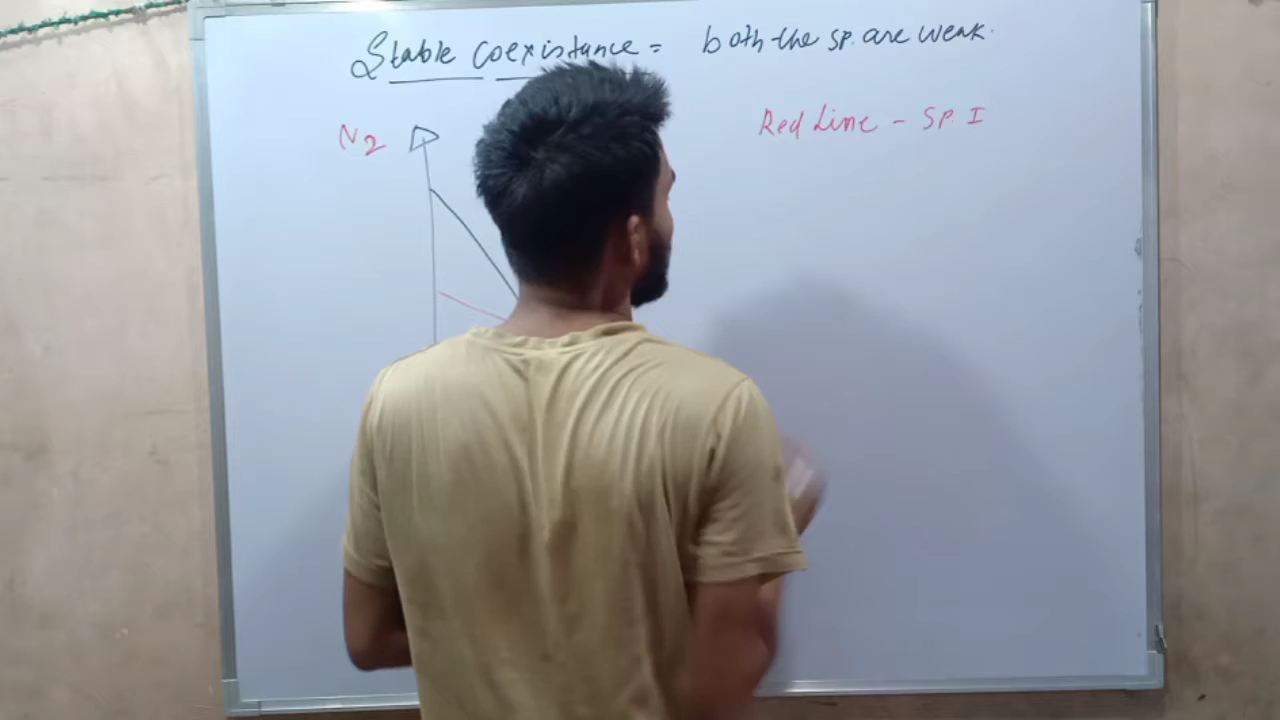 Stable Coexistance = both the sp. are weak.
Red Line - SP. I
N2